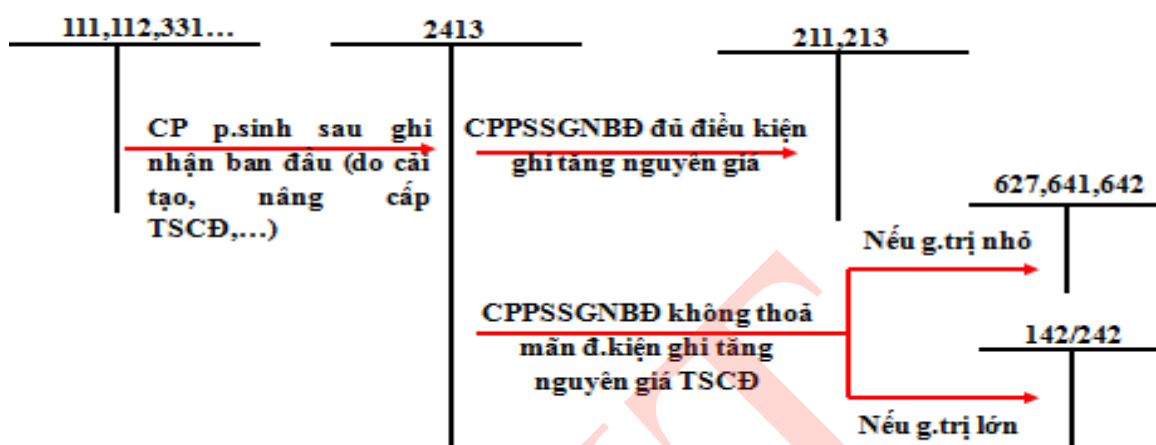 111,112,331…
2413
211,213
CP p.sinh sau ghi
nhận ban đầu (do cải
tạo, nâng cấp
TSCĐ,…)
CPPSSGNBĐ đủ điều kiện
ghi tăng nguyên giá
627,641,642
Nếu g.trị nhỏ
CPPSSGNBĐ không thoả
mãn đ.kiện ghi tăng
nguyên giá TSCĐ
142/242
Nếu g.trị lớn